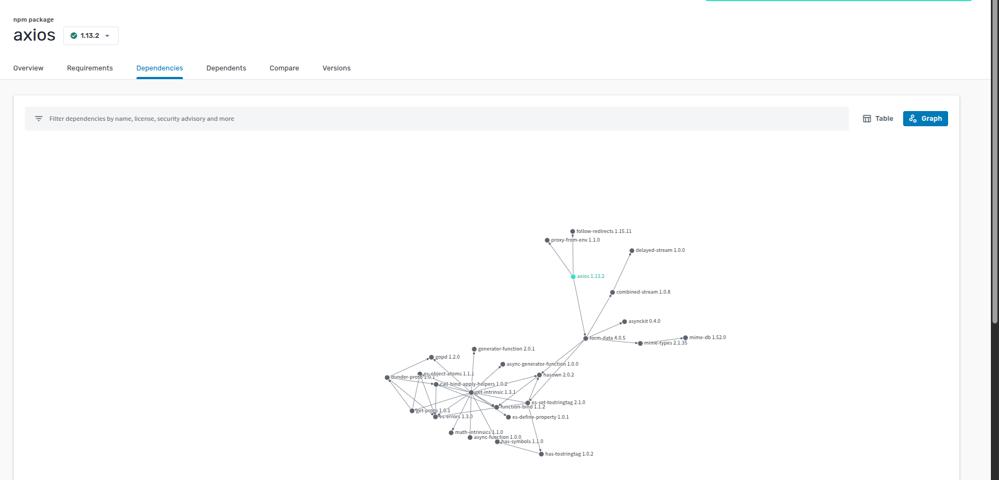 npm package
axios
1.13.2
Overview Requirements Dependencies Dependents Compare Versions
Filter dependencies by name, license, security advisory and more
Table
Graph
follow-redirects 1.15.11
proxy-from-env 1.1.0
delayed-stream 1.0.0
axios 1.13.2
combined-stream 1.0.8
asynckit 0.4.0
form-data 4.0.5
mime-db 1.52.0
mime-types 2.1.35
generator-function 2.0.1
gopd 1.2.0
async-generator-function 1.0.0
es-object-atoms 1.1.1
hasown 2.0.2
dunder-proto 1.0.1
call-bind-apply-helpers 1.0.2
get-intrinsic 1.3.1
es-set-tostringtag 2.1.0
function-bind 1.1.2
get-proto 1.0.1
es-errors 1.3.0
es-define-property 1.0.1
math-intrinsics 1.1.0
async-function 1.0.0
has-symbols 1.1.0
has-tostringtag 1.0.2